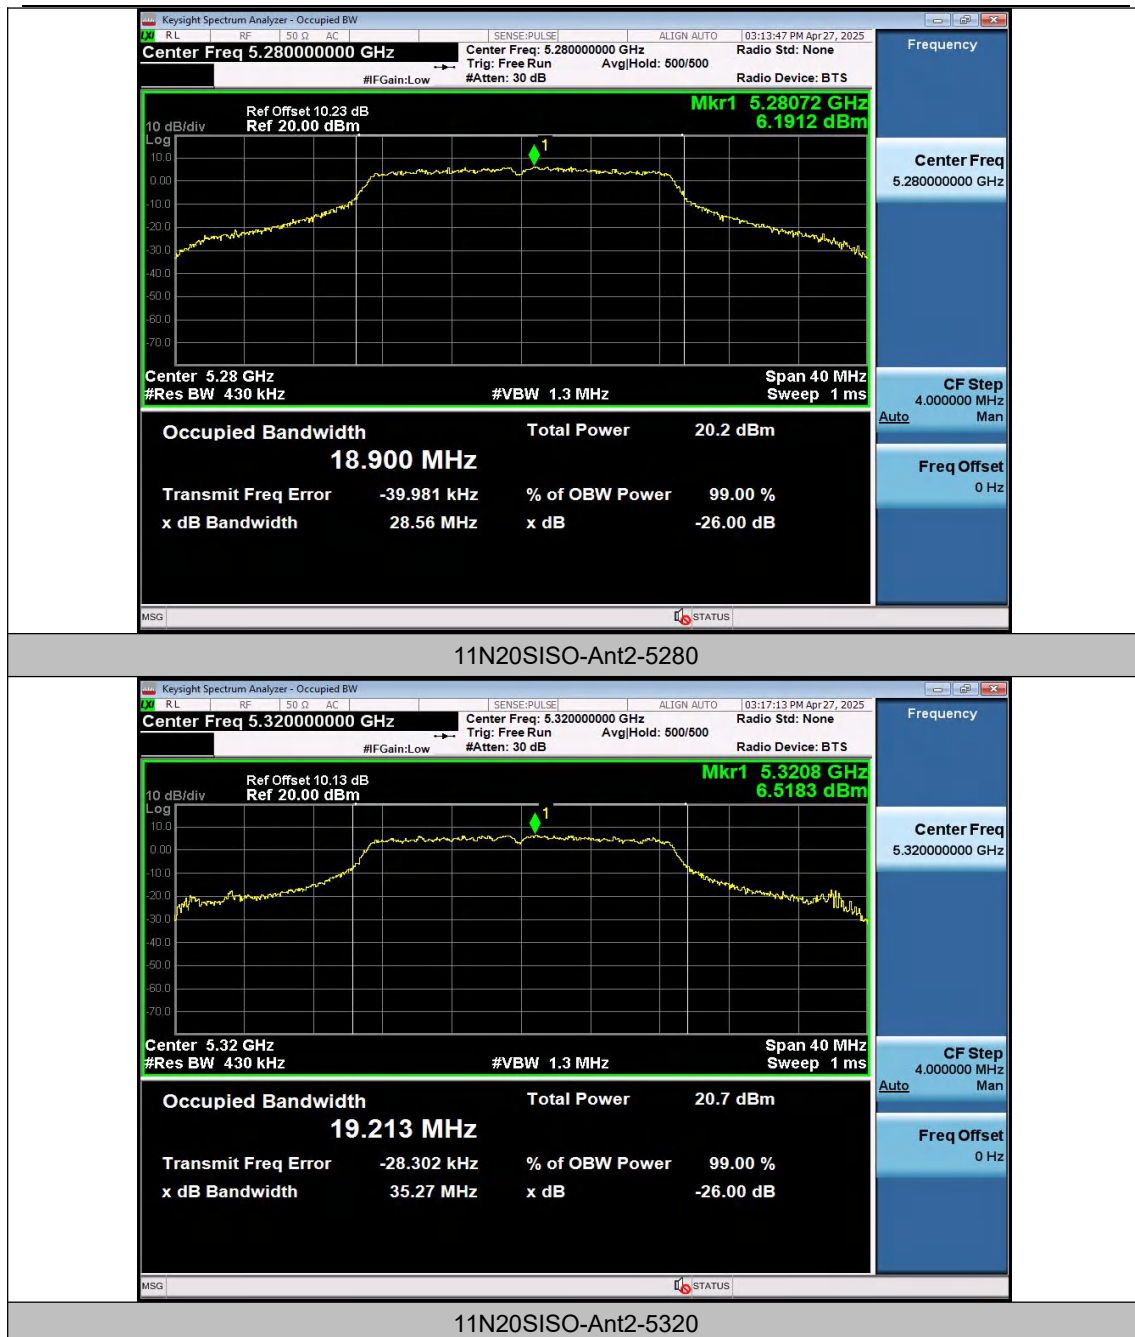 Keysight Spectrum Analyzer - Occupied BW
LXI RL RF 50 Ω AC SENSE:PULSE ALIGN AUTO 03:13:47 PM Apr 27, 2025
Center Freq 5.280000000 GHz Center Freq: 5.280000000 GHz Radio Std: None
Trig: Free Run Avg|Hold: 500/500
#IFGain:Low #Atten: 30 dB Radio Device: BTS
Frequency
Mkr1 5.28072 GHz
6.1912 dBm
Ref Offset 10.23 dB
10 dB/div Ref 20.00 dBm
Log
1
10.0
0.00
-10.0
-20.0
-30.0
-40.0
-50.0
-60.0
-70.0
Center Freq
5.280000000 GHz
Center 5.28 GHz Span 40 MHz
#Res BW 430 kHz #VBW 1.3 MHz Sweep 1 ms
CF Step
4.000000 MHz
Auto Man
Occupied Bandwidth Total Power 20.2 dBm
18.900 MHz
Transmit Freq Error -39.981 kHz % of OBW Power 99.00 %
x dB Bandwidth 28.56 MHz x dB -26.00 dB
Freq Offset
0 Hz
MSG STATUS
11N20SISO-Ant2-5280
Keysight Spectrum Analyzer - Occupied BW
LXI RL RF 50 Ω AC SENSE:PULSE ALIGN AUTO 03:17:13 PM Apr 27, 2025
Center Freq 5.320000000 GHz Center Freq: 5.320000000 GHz Radio Std: None
Trig: Free Run Avg|Hold: 500/500
#IFGain:Low #Atten: 30 dB Radio Device: BTS
Frequency
Mkr1 5.3208 GHz
6.5183 dBm
Ref Offset 10.13 dB
10 dB/div Ref 20.00 dBm
Log
1
10.0
0.00
-10.0
-20.0
-30.0
-40.0
-50.0
-60.0
-70.0
Center Freq
5.320000000 GHz
Center 5.32 GHz Span 40 MHz
#Res BW 430 kHz #VBW 1.3 MHz Sweep 1 ms
CF Step
4.000000 MHz
Auto Man
Occupied Bandwidth Total Power 20.7 dBm
19.213 MHz
Transmit Freq Error -28.302 kHz % of OBW Power 99.00 %
x dB Bandwidth 35.27 MHz x dB -26.00 dB
Freq Offset
0 Hz
MSG STATUS
11N20SISO-Ant2-5320